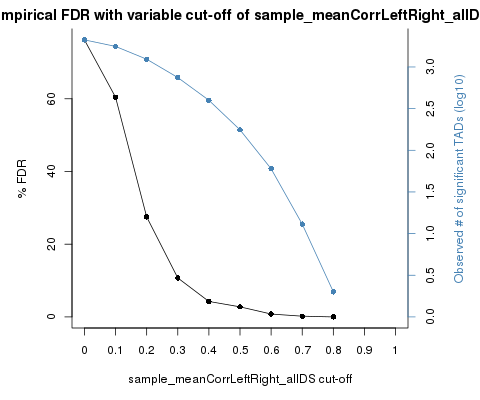 mpirical FDR with variable cut-off of sample_meanCorrLeftRight_allD
% FDR
0
20
40
60
0.0
0.5
1.0
1.5
2.0
2.5
3.0
Observed # of significant TADs (log10)
0 0.1 0.2 0.3 0.4 0.5 0.6 0.7 0.8 0.9 1
sample_meanCorrLeftRight_allDS cut-off